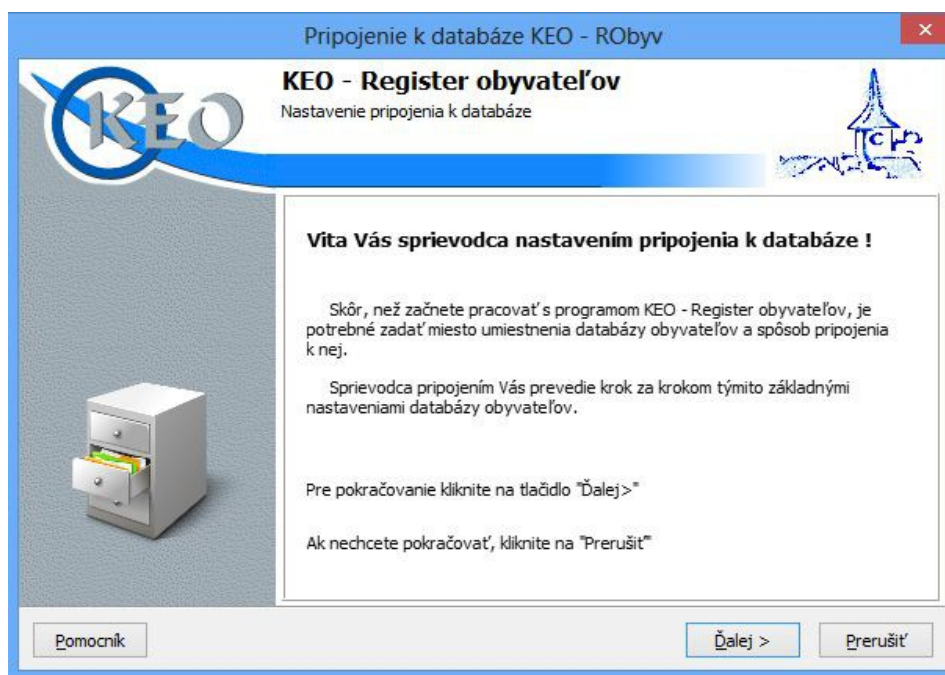 Pripojenie k databáze KEO - RObyv
KEO
KEO - Register obyvateľov
Nastavenie pripojenia k databáze
Vita Vás sprievodca nastavením pripojenia k databáze !
Skôr, než začnete pracovať s programom KEO - Register obyvateľov, je
potrebné zadať miesto umiestnenia databázy obyvateľov a spôsob pripojenia
k nej.
Sprievodca pripojením Vás prevedie krok za krokom týmito základnými
nastaveniami databázy obyvateľov.
Pre pokračovanie kliknite na tlačidlo "Ďalej>"
Ak nechcete pokračovať, kliknite na "Prerušiť"
Pomocník
Ďalej >
Prerušiť